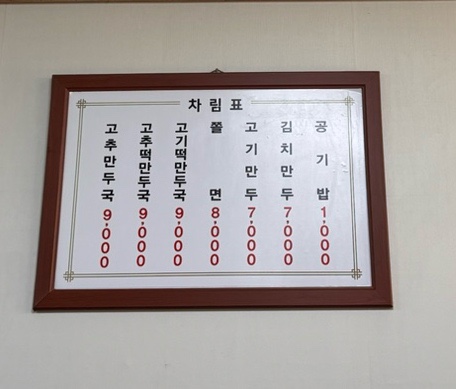 차림표
고추만두국 9,000
고추떡만두국 9,000
고기떡만두국 9,000
쫄면 8,000
고기만두 7,000
김치만두 7,000
공기밥 1,000